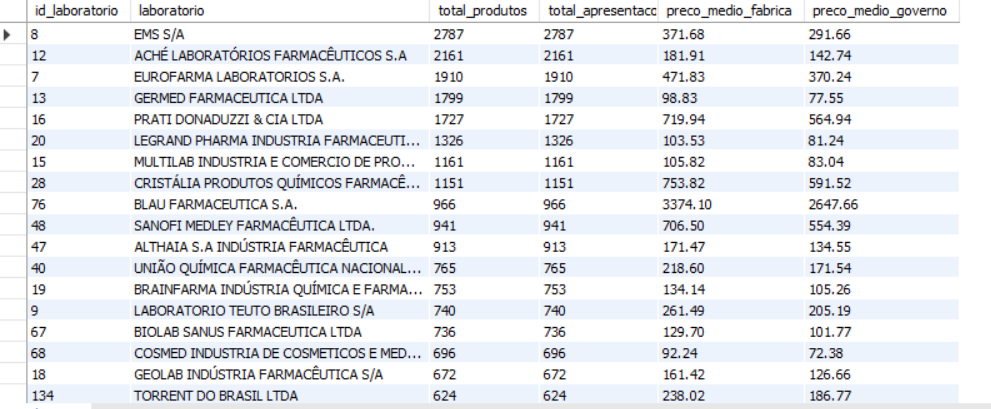 id_laboratorio laboratorio total_produtos total_apresentacc preco_medio_fabrica preco_medio_governo
8 EMS S/A 2787 2787 371.68 291.66
12 ACHÉ LABORATÓRIOS FARMACÊUTICOS S.A 2161 2161 181.91 142.74
7 EUROFARMA LABORATORIOS S.A. 1910 1910 471.83 370.24
13 GERMED FARMACEUTICA LTDA 1799 1799 98.83 77.55
16 PRATI DONADUZZI & CIA LTDA 1727 1727 719.94 564.94
20 LEGRAND PHARMA INDUSTRIA FARMACEUTI... 1326 1326 103.53 81.24
15 MULTILAB INDUSTRIA E COMERCIO DE PRO... 1161 1161 105.82 83.04
28 CRISTÁLIA PRODUTOS QUÍMICOS FARMACÊ... 1151 1151 753.82 591.52
76 BLAU FARMACEUTICA S.A. 966 966 3374.10 2647.66
48 SANOFI MEDLEY FARMACÊUTICA LTDA. 941 941 706.50 554.39
47 ALTHAIA S.A INDÚSTRIA FARMACÊUTICA 913 913 171.47 134.55
40 UNIÃO QUÍMICA FARMACÊUTICA NACIONAL... 765 765 218.60 171.54
19 BRAINFARMA INDÚSTRIA QUÍMICA E FARMA... 753 753 134.14 105.26
9 LABORATORIO TEUTO BRASILEIRO S/A 740 740 261.49 205.19
67 BIOLAB SANUS FARMACEUTICA LTDA 736 736 129.70 101.77
68 COSMED INDUSTRIA DE COSMETICOS E MED... 696 696 92.24 72.38
18 GEOLAB INDÚSTRIA FARMACÊUTICA S/A 672 672 161.42 126.66
134 TORRENT DO BRASIL LTDA 624 624 238.02 186.77